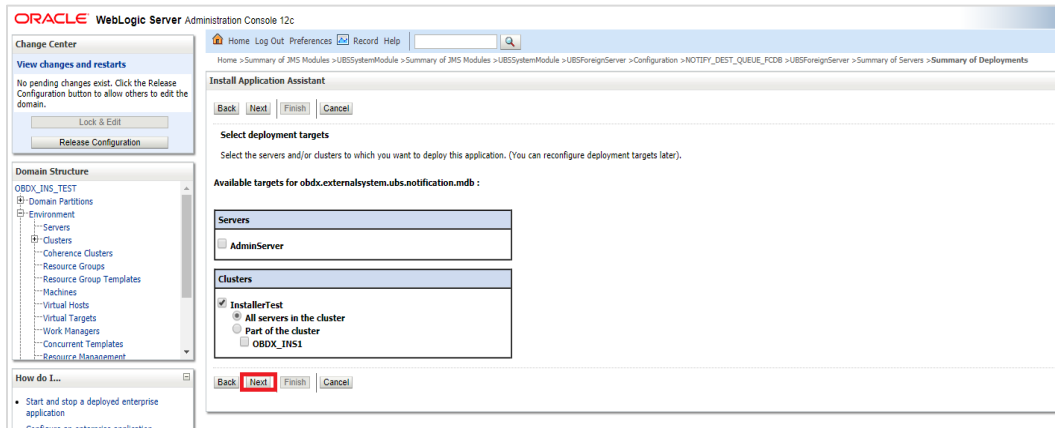 ORACLE WebLogic Server Administration Console 12c
Change Center
View changes and restarts
No pending changes exist. Click the Release
Configuration button to allow others to edit the
domain.
Lock & Edit
Release Configuration
Domain Structure
OBDX_INS_TEST
Domain Partitions
Environment
Servers
Clusters
Coherence Clusters
Resource Groups
Resource Group Templates
Machines
Virtual Hosts
Virtual Targets
Work Managers
Concurrent Templates
Resource Management
How do I...
Start and stop a deployed enterprise
application
Configure an enterprise application
Home Log Out Preferences Record Help
Home >Summary of JMS Modules >UBSSystemModule >Summary of JMS Modules >UBSSystemModule >UBSForeignServer >Configuration >NOTIFY_DEST_QUEUE_FCDB >UBSForeignServer >Summary of Servers >Summary of Deployments
Install Application Assistant
Back Next Finish Cancel
Select deployment targets
Select the servers and/or clusters to which you want to deploy this application. (You can reconfigure deployment targets later).
Available targets for obdx.externalsystem.ubs.notification.mdb :
Servers
AdminServer
Clusters
InstallerTest
All servers in the cluster
Part of the cluster
OBDX_INS1
Back Next Finish Cancel